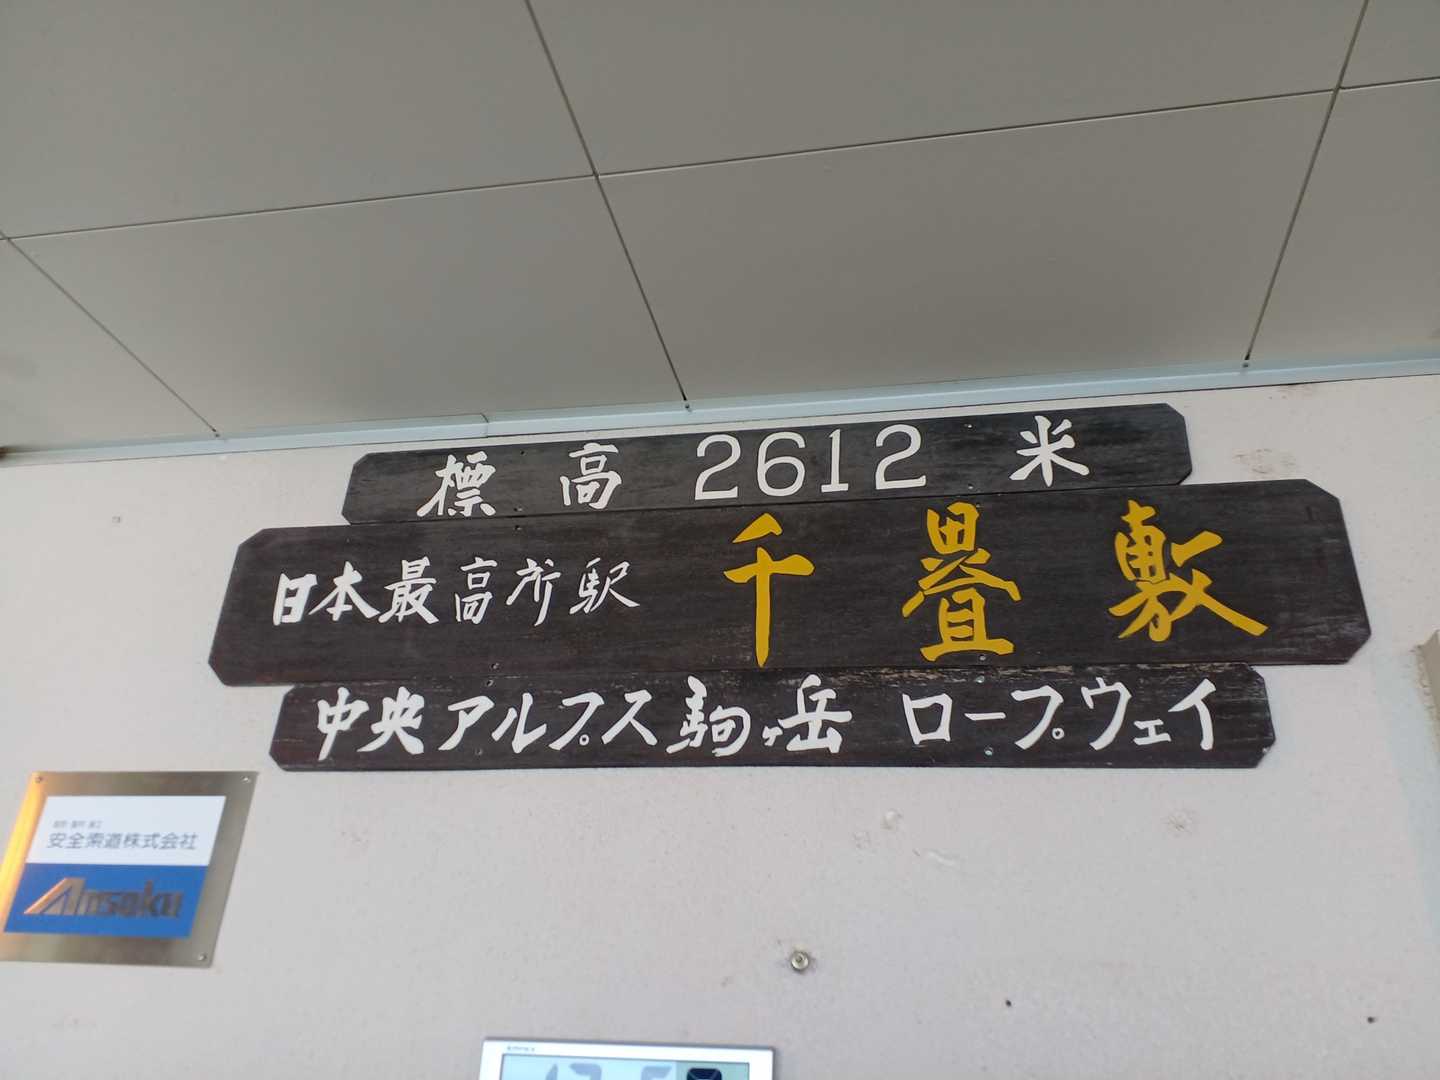 標高 2612 米
日本最高所駅 千畳敷
中央アルプス駒ヶ岳 ロープウェイ
安全索道株式会社
Ansaku